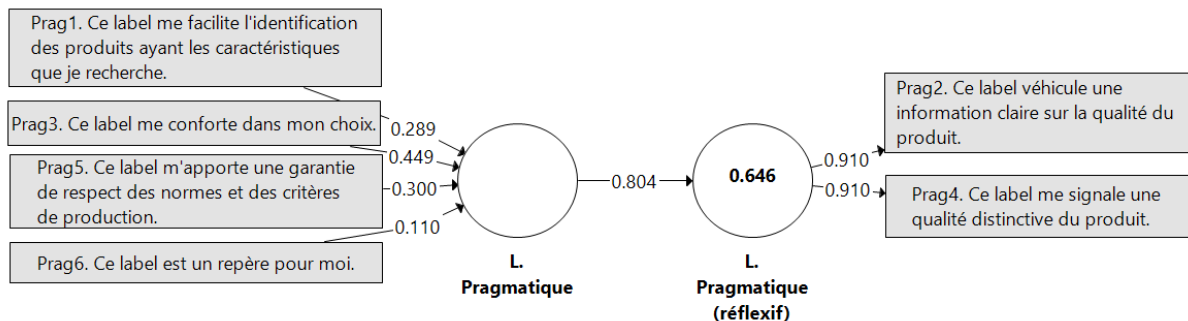 Prag1. Ce label me facilite l'identification
des produits ayant les caractéristiques
que je recherche.
Prag3. Ce label me conforte dans mon choix.
Prag5. Ce label m'apporte une garantie
de respect des normes et des critères
de production.
Prag6. Ce label est un repère pour moi.
0.289
0.449
0.300
0.110
L.
Pragmatique
0.804
0.646
L.
Pragmatique
(réflexif)
0.910
0.910
Prag2. Ce label véhicule une
information claire sur la qualité du
produit.
Prag4. Ce label me signale une
qualité distinctive du produit.